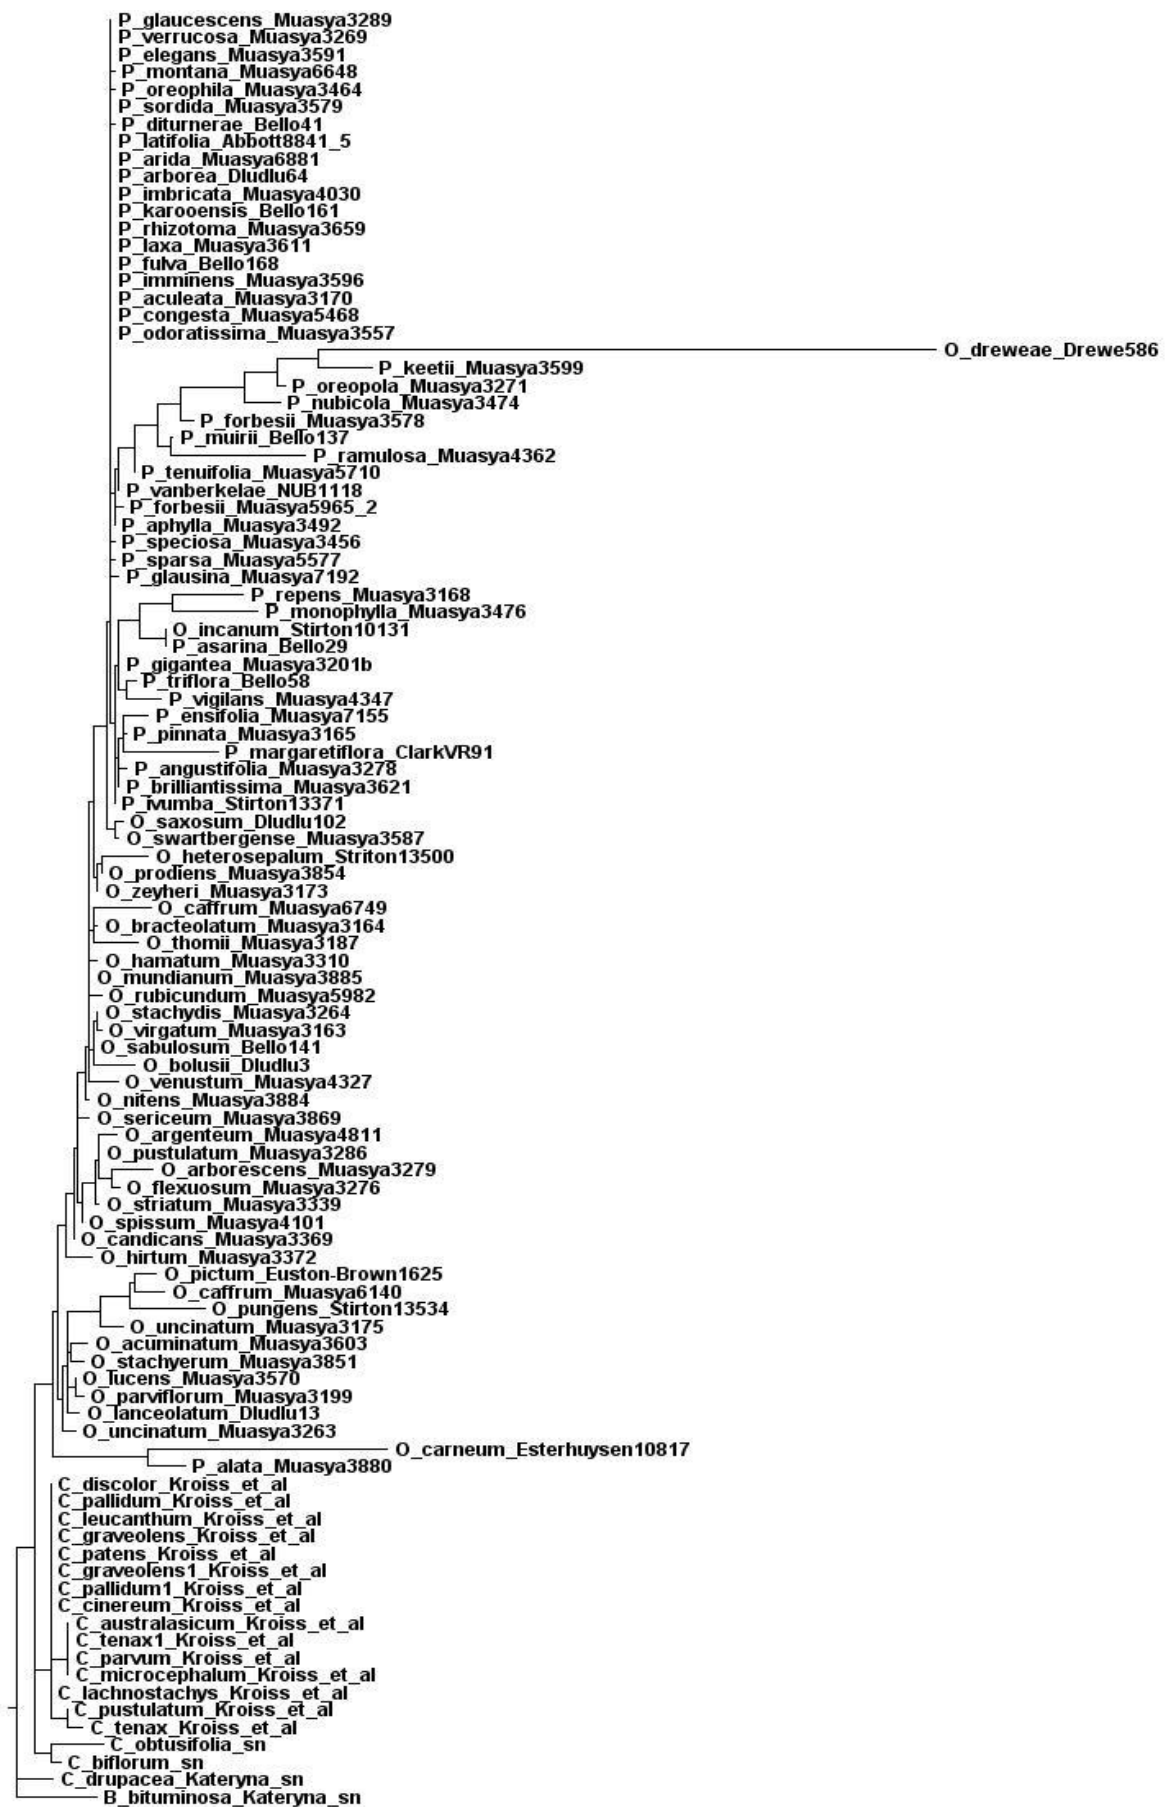 P_glaucescens_Muasya3289
P_verrucosa_Muasya3269
P_elegans_Muasya3591
P_montana_Muasya6648
P_oreophila_Muasya3464
P_sordida_Muasya3579
P_diturnerae_Bello41
P_latifolia_Abbott8841_5
P_arida_Muasya6881
P_arborea_Dludlu64
P_imbricata_Muasya4030
P_karooensis_Bello161
P_rhizotoma_Muasya3659
P_laxa_Muasya3611
P_fulva_Bello168
P_imminens_Muasya3596
P_aculeata_Muasya3170
P_congesta_Muasya5468
P_odoratissima_Muasya3557
O_dreweae_Drewe586
P_keetii_Muasya3599
P_oreopola_Muasya3271
P_nubicola_Muasya3474
P_forbesii_Muasya3578
P_muirii_Bello137
P_ramulosa_Muasya4362
P_tenuifolia_Muasya5710
P_vanberkelae_NUB1118
P_forbesii_Muasya5965_2
P_aphylla_Muasya3492
P_speciosa_Muasya3456
P_sparsa_Muasya5577
P_glausina_Muasya7192
P_repens_Muasya3168
P_monophylla_Muasya3476
O_incanum_Stirton10131
P_asarina_Bello29
P_gigantea_Muasya3201b
P_triflora_Bello58
P_vigilans_Muasya4347
P_ensifolia_Muasya7155
P_pinnata_Muasya3165
P_margaretiflora_ClarkVR91
P_angustifolia_Muasya3278
P_brilliantissima_Muasya3621
P_ivumba_Stirton13371
O_saxosum_Dludlu102
O_swartbergense_Muasya3587
O_heterosepalum_Striton13500
O_prodiens_Muasya3854
O_zeyheri_Muasya3173
O_caffrum_Muasya6749
O_bracteolatum_Muasya3164
O_thomii_Muasya3187
O_hamatum_Muasya3310
O_mundianum_Muasya3885
O_rubicundum_Muasya5982
O_stachydis_Muasya3264
O_virgatum_Muasya3163
O_sabulosum_Bello141
O_bolusii_Dludlu3
O_venustum_Muasya4327
O_nitens_Muasya3884
O_sericeum_Muasya3869
O_argenteum_Muasya4811
O_pustulatum_Muasya3286
O_arborescens_Muasya3279
O_flexuosum_Muasya3276
O_striatum_Muasya3339
O_spissum_Muasya4101
O_candicans_Muasya3369
O_hirtum_Muasya3372
O_pictum_Euston-Brown1625
O_caffrum_Muasya6140
O_pungens_Stirton13534
O_uncinatum_Muasya3175
O_acuminatum_Muasya3603
O_stachyerum_Muasya3851
O_lucens_Muasya3570
O_parviflorum_Muasya3199
O_lanceolatum_Dludlu13
O_uncinatum_Muasya3263
O_carneum_Esterhuysen10817
P_alata_Muasya3880
C_discolor_Kroiss_et_al
C_pallidum_Kroiss_et_al
C_leucanthum_Kroiss_et_al
C_graveolens_Kroiss_et_al
C_patens_Kroiss_et_al
C_graveolens1_Kroiss_et_al
C_pallidum1_Kroiss_et_al
C_cinereum_Kroiss_et_al
C_australasicum_Kroiss_et_al
C_tenax1_Kroiss_et_al
C_parvum_Kroiss_et_al
C_microcephalum_Kroiss_et_al
C_lachnostachys_Kroiss_et_al
C_pustulatum_Kroiss_et_al
C_tenax_Kroiss_et_al
C_obtusifolia_sn
C_biflorum_sn
C_drupacea_Kateryna_sn
B_bituminosa_Kateryna_sn